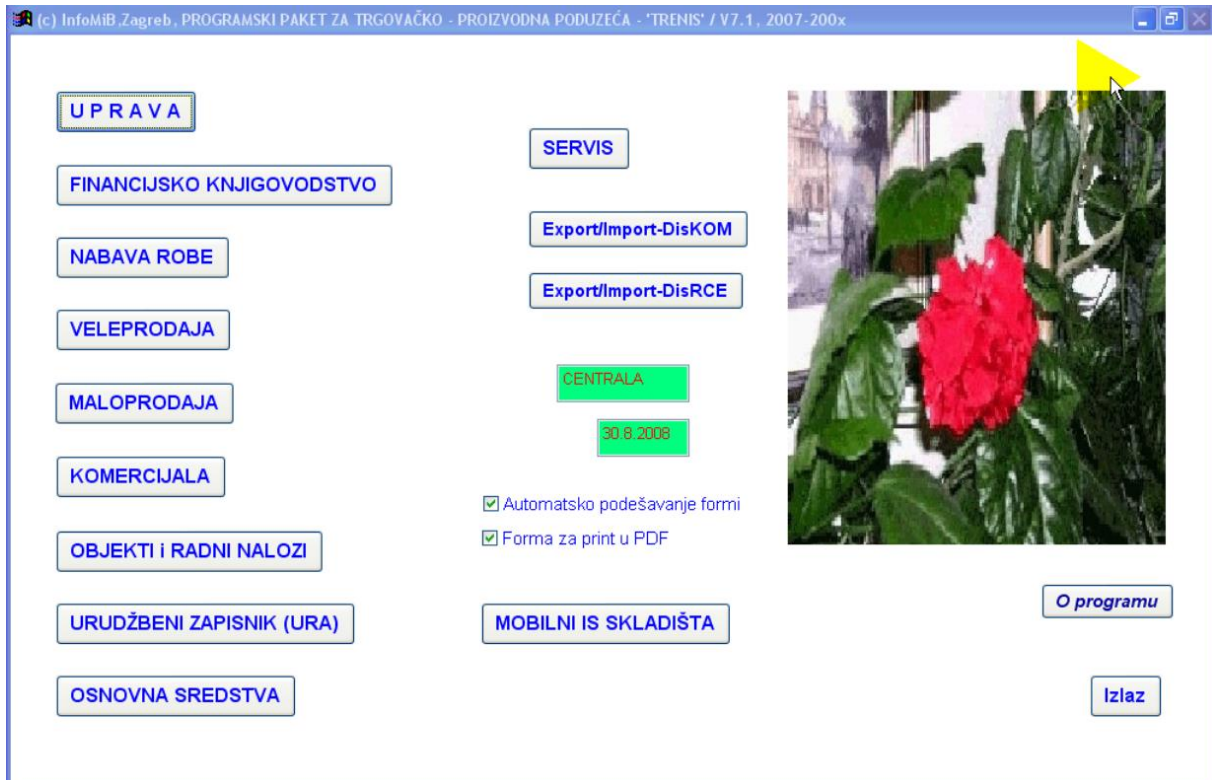 (c) InfoMiB,Zagreb, PROGRAMSKI PAKET ZA TRGOVAČKO - PROIZVODNA PODUZEĆA - 'TRENIS' / V7.1, 2007-200x
U P R A V A
FINANCIJSKO KNJIGOVODSTVO
NABAVA ROBE
VELEPRODAJA
MALOPRODAJA
KOMERCIJALA
OBJEKTI i RADNI NALOZI
URUDŽBENI ZAPISNIK (URA)
OSNOVNA SREDSTVA
SERVIS
Export/Import-DisKOM
Export/Import-DisRCE
CENTRALA
30.8.2008
Automatsko podešavanje formi
Forma za print u PDF
MOBILNI IS SKLADIŠTA
O programu
Izlaz